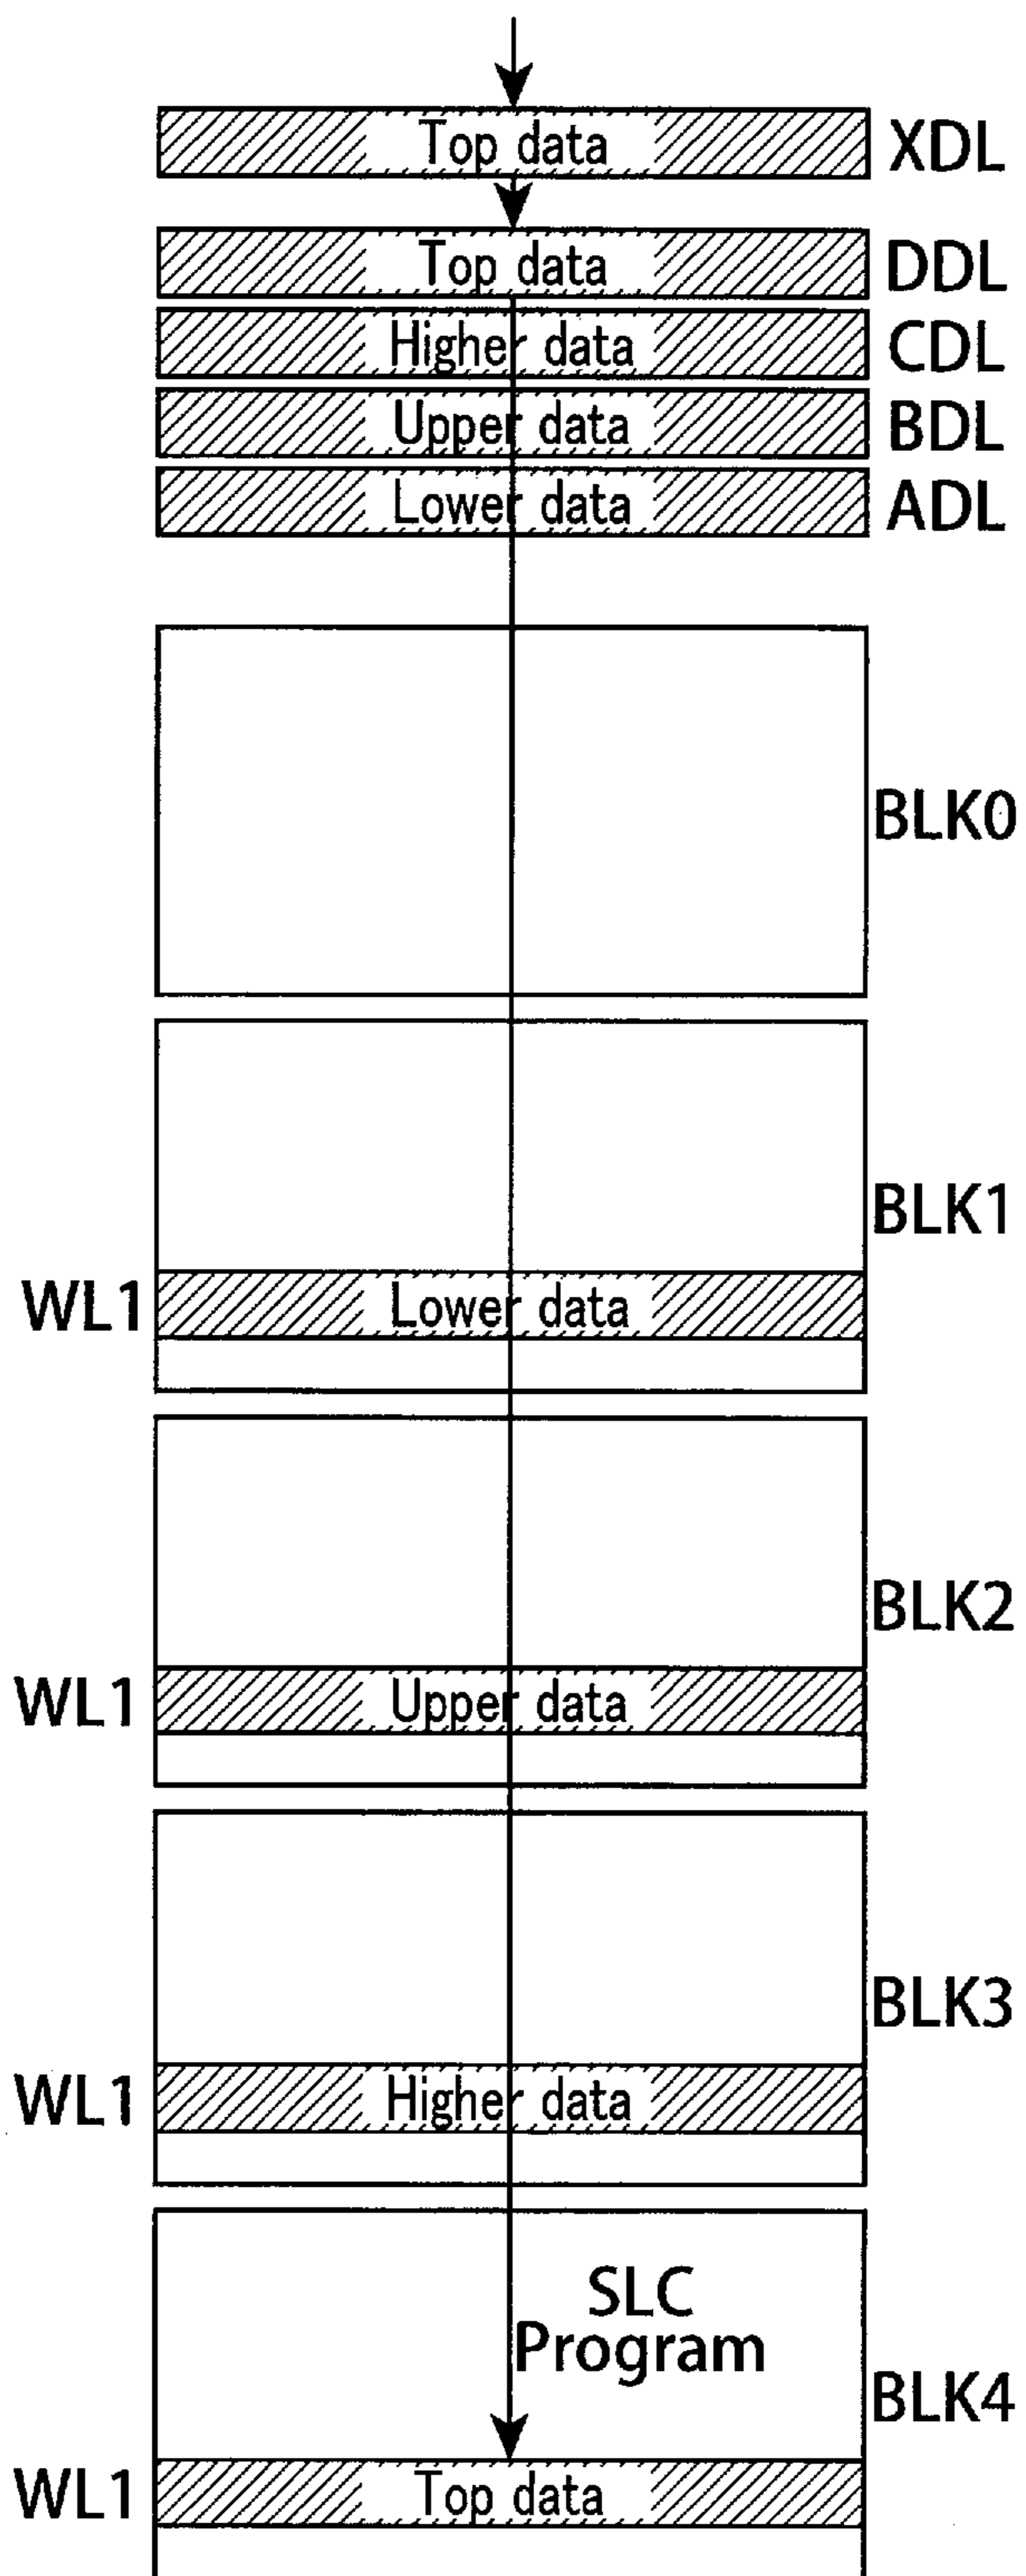 Top data XDL
Top data DDL
Higher data CDL
Upper data BDL
Lower data ADL
BLK0
BLK1
WL1 Lower data
BLK2
WL1 Upper data
BLK3
WL1 Higher data
SLC
Program
BLK4
WL1 Top data